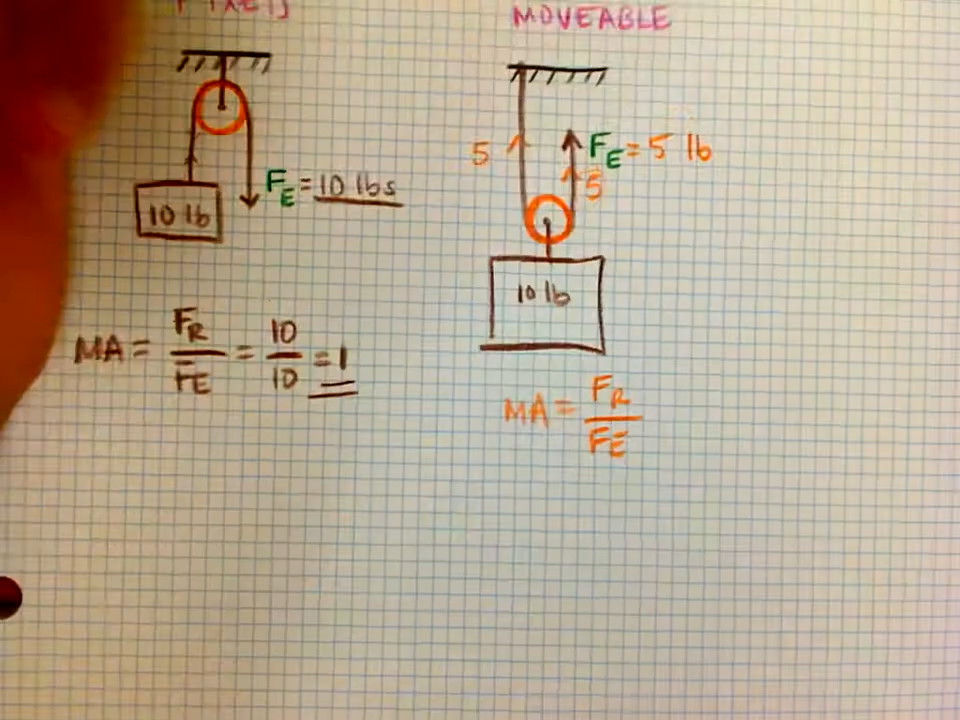 FIXED
MOVEABLE
10 lb
F_E = 10 lbs
MA = F_R / F_E = 10 / 10 = 1
5
5
F_E = 5 lb
10 lb
MA = F_R / F_E